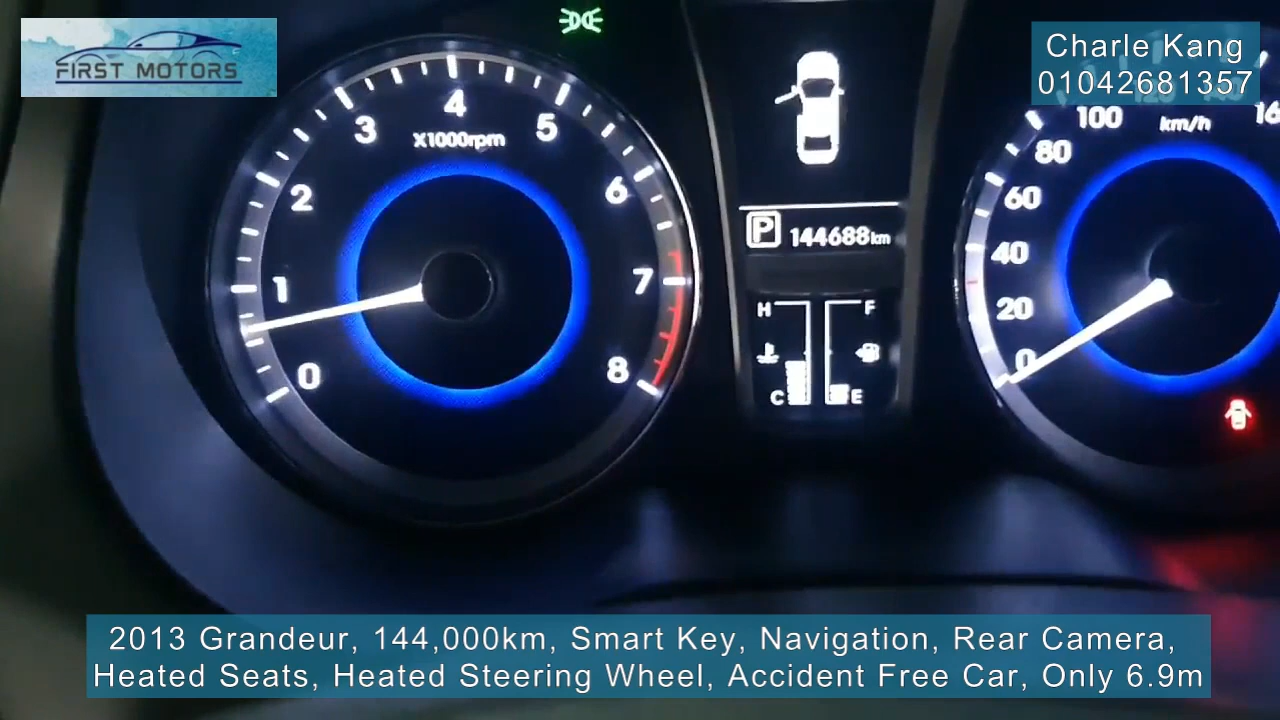 FIRST MOTORS
Charle Kang
01042681357
0
1
2
3
4
5
6
7
8
X1000rpm
P 144688km
H
C
F
E
0
20
40
60
80
100
km/h
2013 Grandeur, 144,000km, Smart Key, Navigation, Rear Camera,
Heated Seats, Heated Steering Wheel, Accident Free Car, Only 6.9m